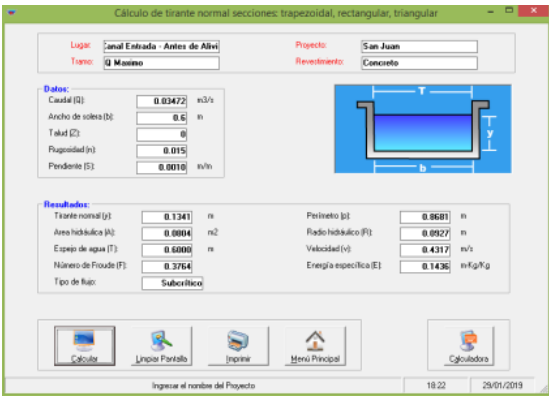 Cálculo de tirante normal secciones: trapezoidal, rectangular, triangular
Lugar: Canal Entrada - Antes de Alivi Proyecto: San Juan
Tramo: Q Maximo Revestimiento: Concreto
Datos:
Caudal (Q): 0.03472 m3/s
Ancho de solera (b): 0.6 m
Talud (Z): 0
Rugosidad (n): 0.015
Pendiente (S): 0.0010 m/m
T
y
b
Resultados:
Tirante normal (y): 0.1341 m Perímetro (p): 0.8681 m
Area hidráulica (A): 0.0804 m2 Radio hidráulico (R): 0.0927 m
Espejo de agua (T): 0.6000 m Velocidad (v): 0.4317 m/s
Número de Froude (F): 0.3764 Energía específica (E): 0.1436 m-Kg/Kg
Tipo de flujo: Subcrítico
Calcular Limpiar Pantalla Imprimir Menú Principal Calculadora
Ingresar el nombre del Proyecto 18:22 29/01/2019